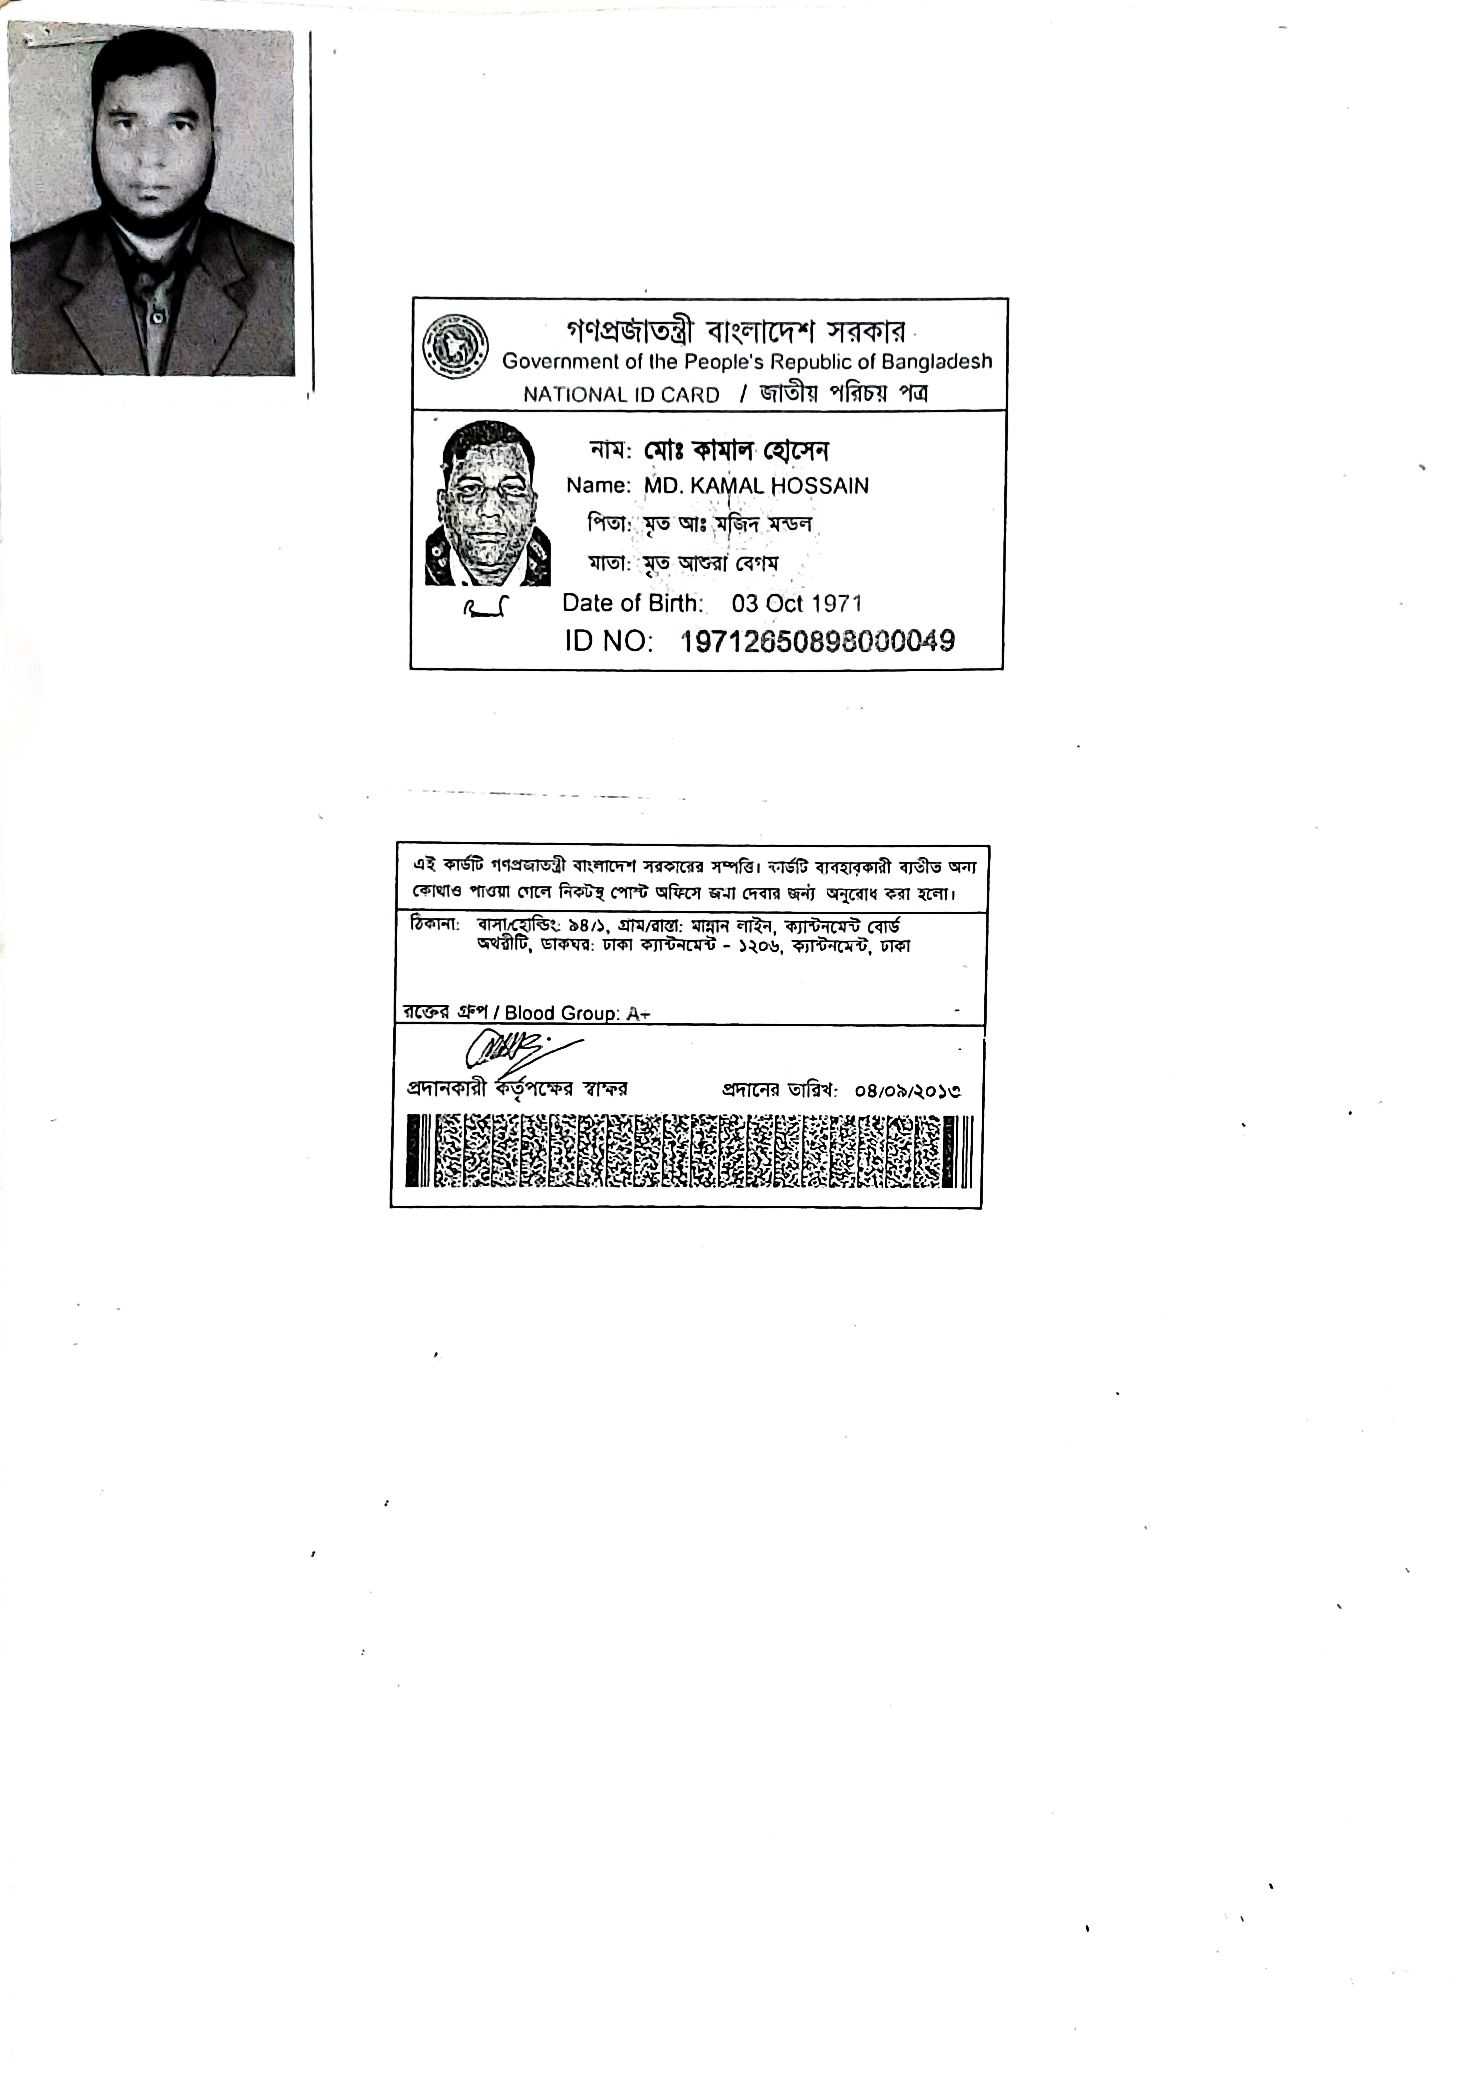 গণপ্রজাতন্ত্রী বাংলাদেশ সরকার
Government of the People's Republic of Bangladesh
NATIONAL ID CARD / জাতীয় পরিচয় পত্র
নাম: মোঃ কামাল হোসেন
Name: MD. KAMAL HOSSAIN
পিতা: মৃত আঃ মজিদ মন্ডল
মাতা: মৃত আশুরা বেগম
Date of Birth: 03 Oct 1971
ID NO: 19712650898000049
এই কার্ডটি গণপ্রজাতন্ত্রী বাংলাদেশ সরকারের সম্পত্তি। কার্ডটি ব্যবহারকারী ব্যতীত অন্য
কোথাও পাওয়া গেলে নিকটস্থ পোস্ট অফিসে জমা দেবার জন্য অনুরোধ করা হলো।
ঠিকানা: বাসা/হোল্ডিং: ১৪/১, গ্রাম/রাস্তা: মান্নান লাইন, ক্যান্টনমেন্ট বোর্ড
অথরীটি, ডাকঘর: ঢাকা ক্যান্টনমেন্ট - ১২০৬, ক্যান্টনমেন্ট, ঢাকা
রক্তের গ্রুপ / Blood Group: A+
প্রদানকারী কর্তৃপক্ষের স্বাক্ষর প্রদানের তারিখ: ০৪/০৯/২০১৩